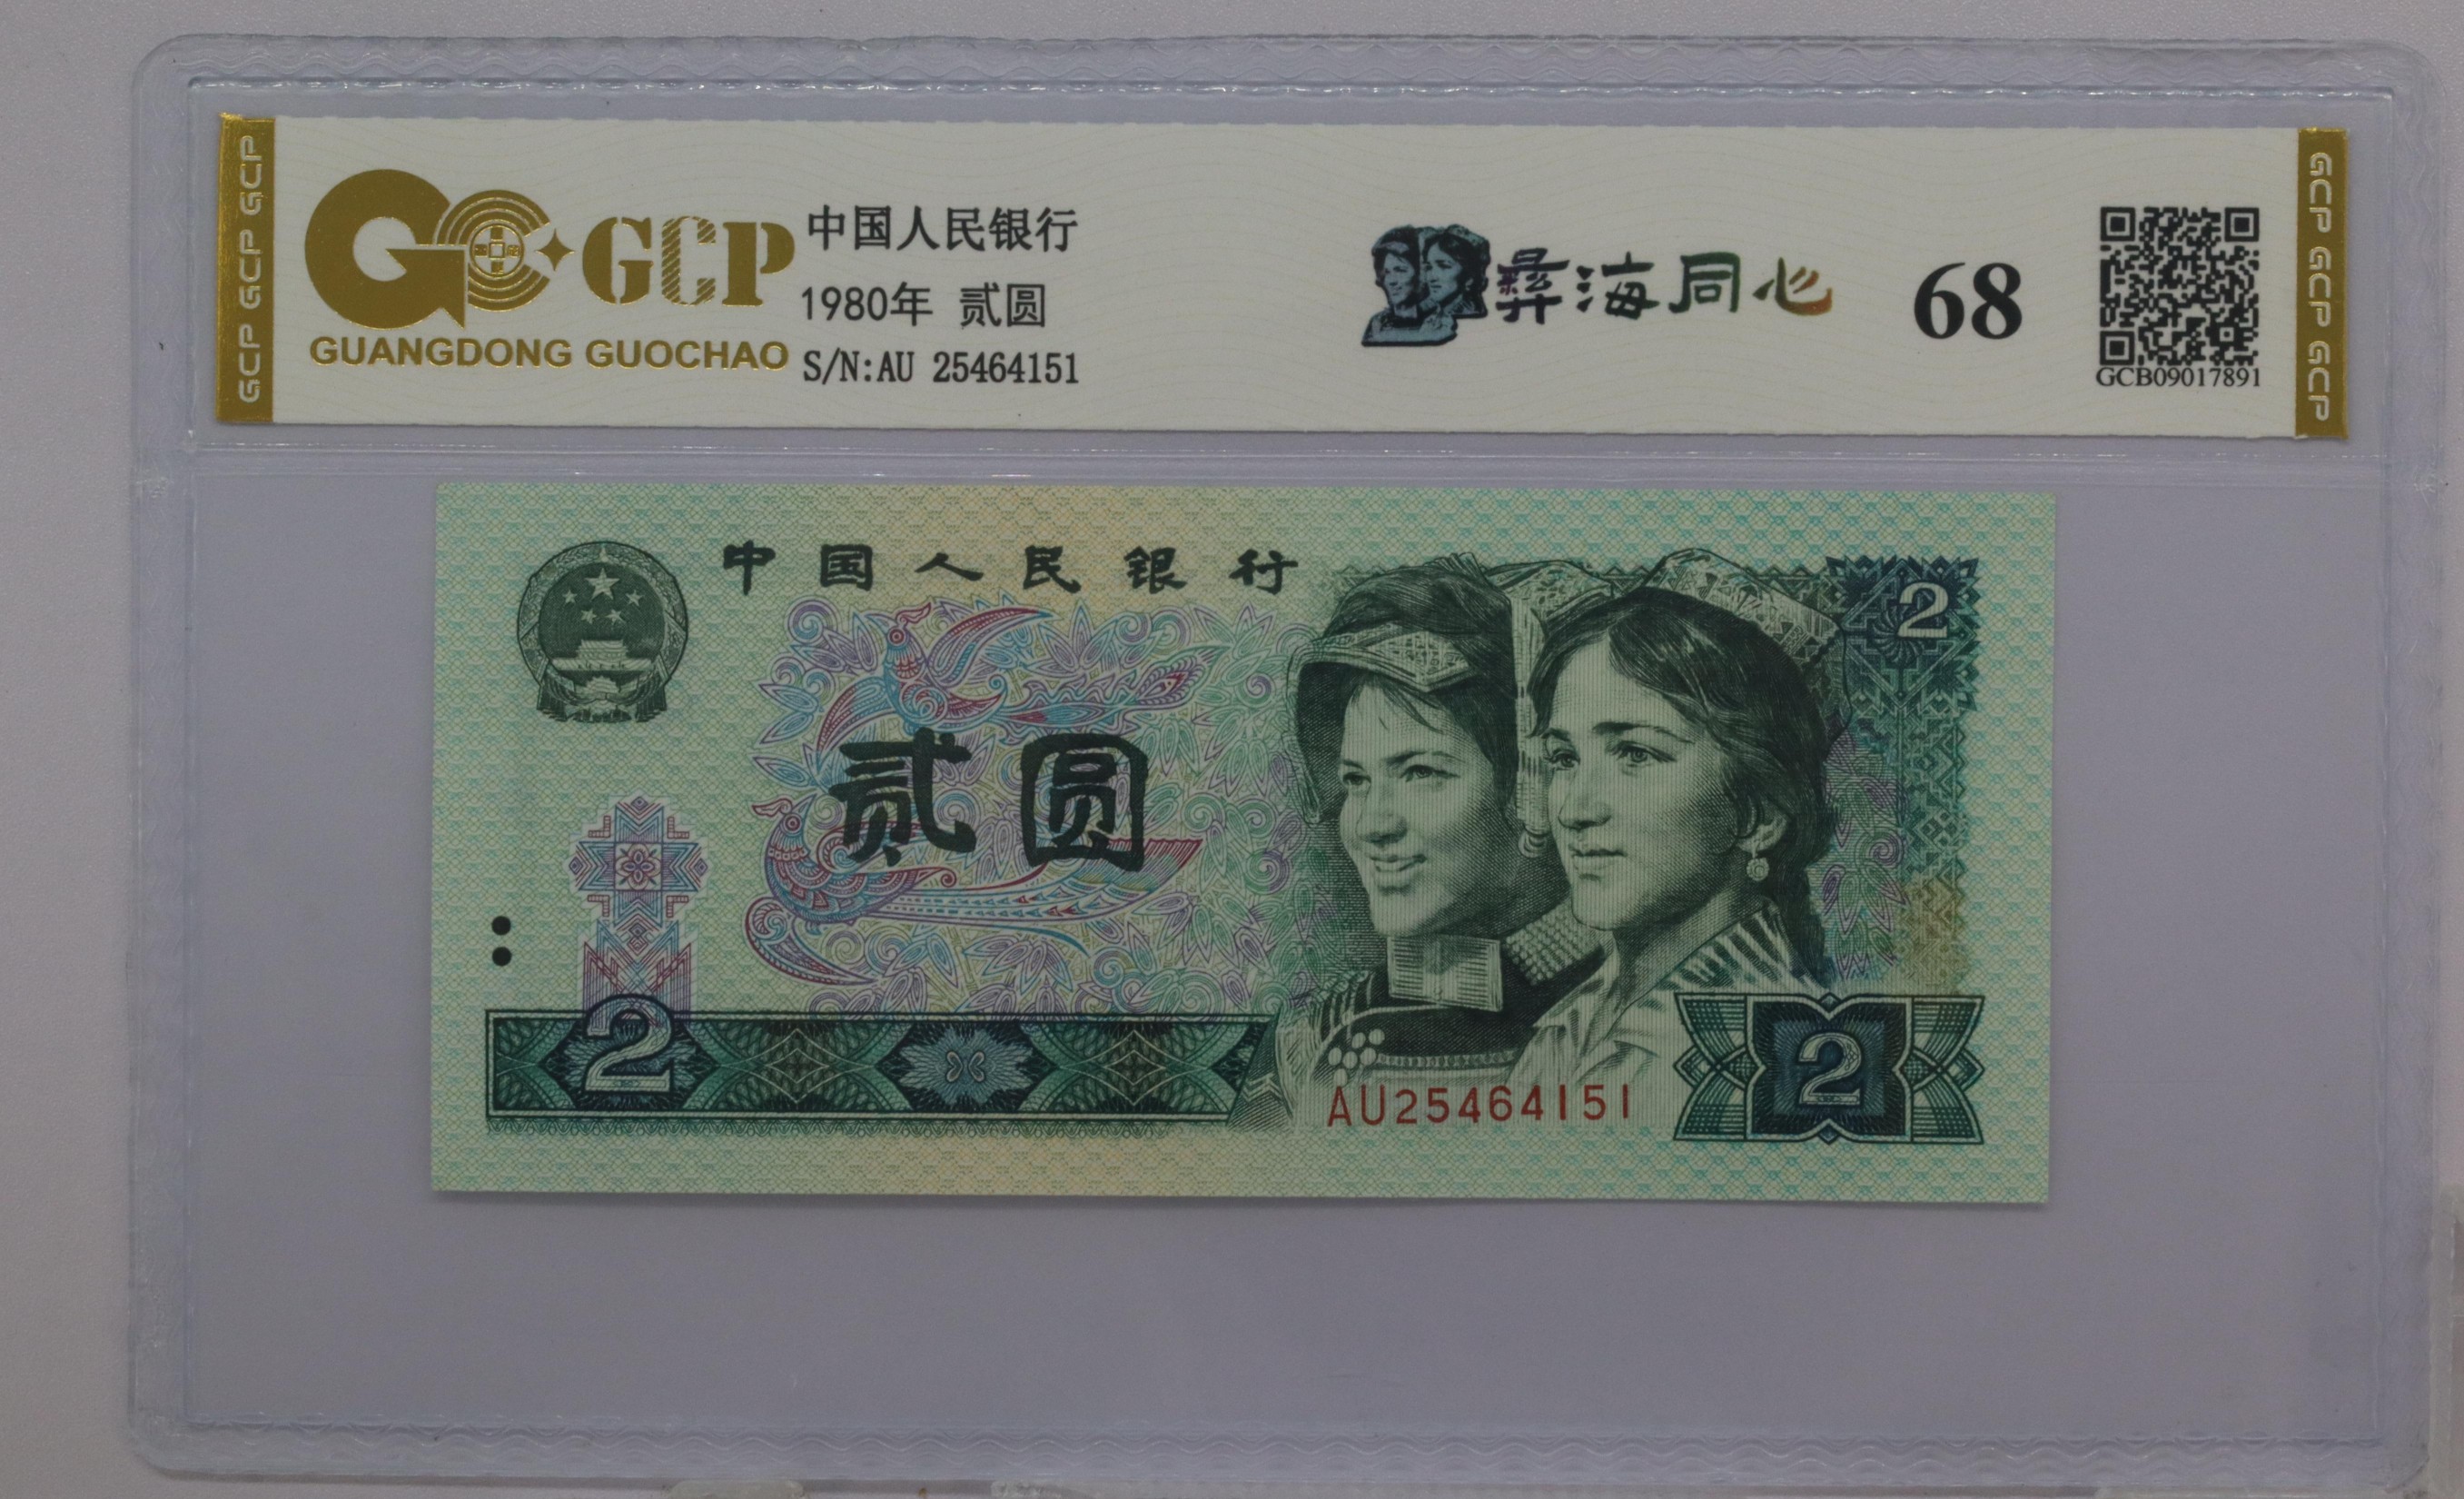 GCP GCP GCP
GCP
GUANGDONG GUOCHAO
中国人民银行
1980年 贰圆
S/N:AU 25464151
彝海同心
68
GCB09017891
GCP GCP GCP
中国人民银行
2
贰圆
2
AU25464151
2